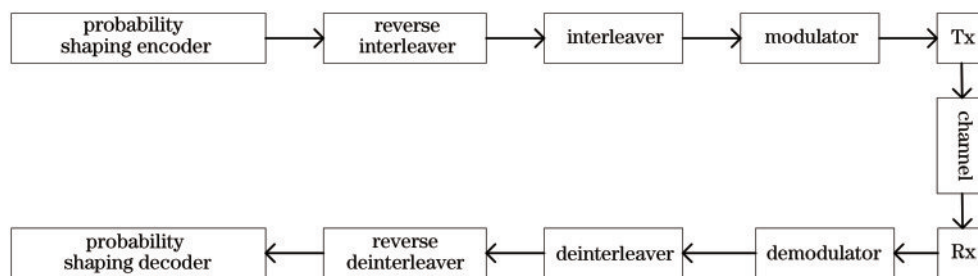 probability
shaping encoder
reverse
interleaver
interleaver
modulator
Tx
channel
Rx
demodulator
deinterleaver
reverse
deinterleaver
probability
shaping decoder